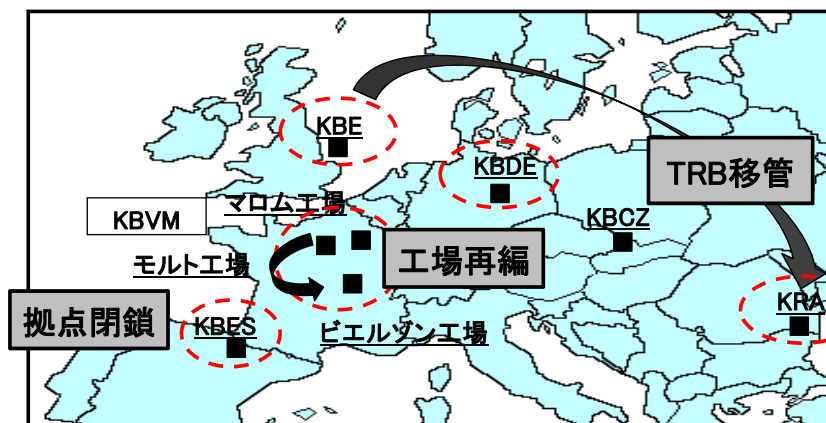 KBE
KBDE
TRB移管
マロム工場
KBVM
KBCZ
モルト工場
工場再編
拠点閉鎖
KBES
ビエルゾン工場
KRA